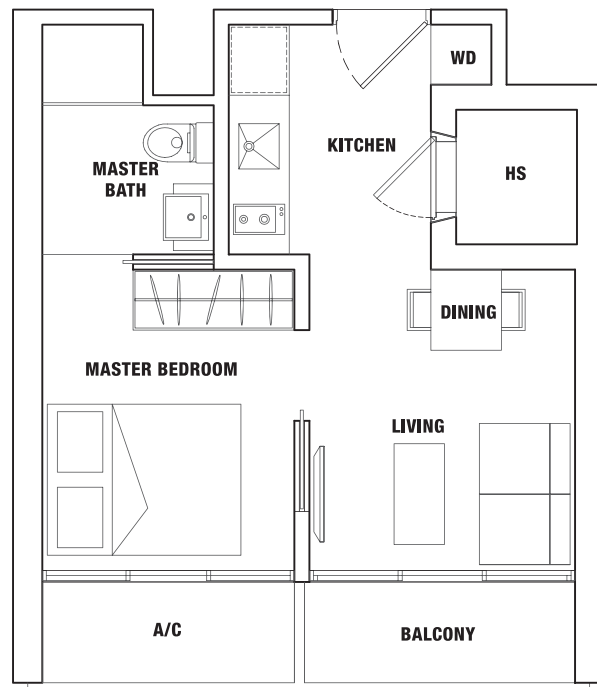 WD
KITCHEN
MASTER
BATH
HS
DINING
MASTER BEDROOM
LIVING
A/C
BALCONY